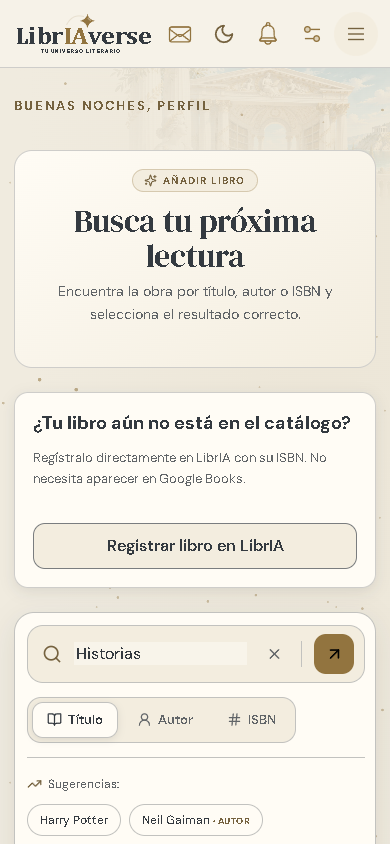 LibrIAverse
TU UNIVERSO LITERARIO
BUENAS NOCHES, PERFIL
AÑADIR LIBRO
Busca tu próxima
lectura
Encuentra la obra por título, autor o ISBN y
selecciona el resultado correcto.
¿Tu libro aún no está en el catálogo?
Regístralo directamente en LibrIA con su ISBN. No
necesita aparecer en Google Books.
Registrar libro en LibrIA
Historias
Título Autor ISBN
Sugerencias:
Harry Potter Neil Gaiman · AUTOR